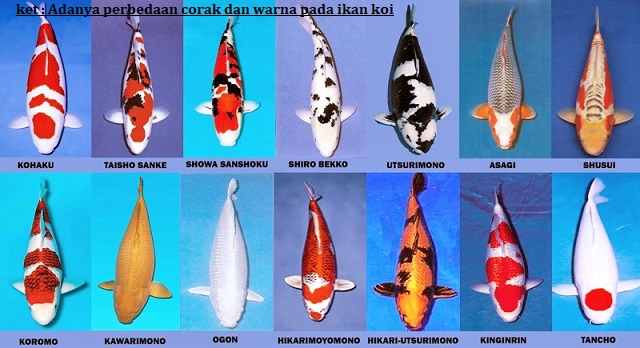 ket : Adanya perbedaan corak dan warna pada ikan koi
KOHAKU
TAISHO SANKE
SHOWA SANSHOKU
SHIRO BEKKO
UTSURIMONO
ASAGI
SHUSUI
KOROMO
KAWARIMONO
OGON
HIKARIMOYOMONO
HIKARI-UTSURIMONO
KINGINRIN
TANCHO